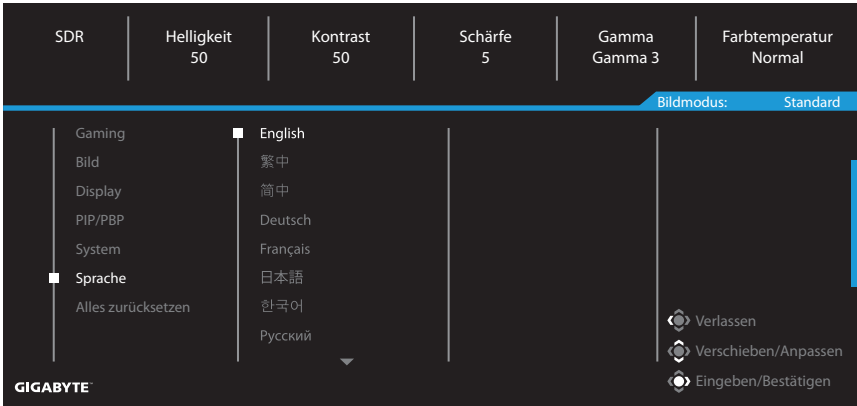 SDR
Helligkeit
50
Kontrast
50
Schärfe
5
Gamma
Gamma 3
Farbtemperatur
Normal
Bildmodus: Standard
Gaming
Bild
Display
PIP/PBP
System
Sprache
Alles zurücksetzen
English
繁中
简中
Deutsch
Français
日本語
한국어
Русский
Verlassen
Verschieben/Anpassen
Eingeben/Bestätigen
GIGABYTE™